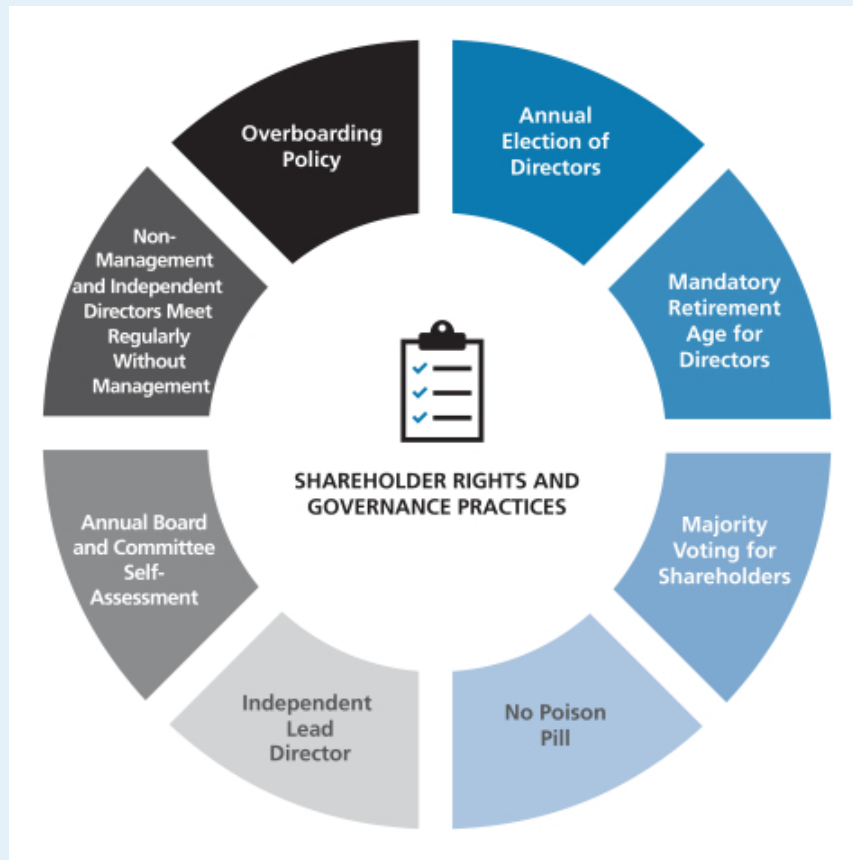 Overboarding
Policy
Annual
Election of
Directors
Mandatory
Retirement
Age for
Directors
Majority
Voting for
Shareholders
No Poison
Pill
Independent
Lead
Director
Annual Board
and Committee
Self-
Assessment
Non-
Management
and Independent
Directors Meet
Regularly
Without
Management
SHAREHOLDER RIGHTS AND
GOVERNANCE PRACTICES